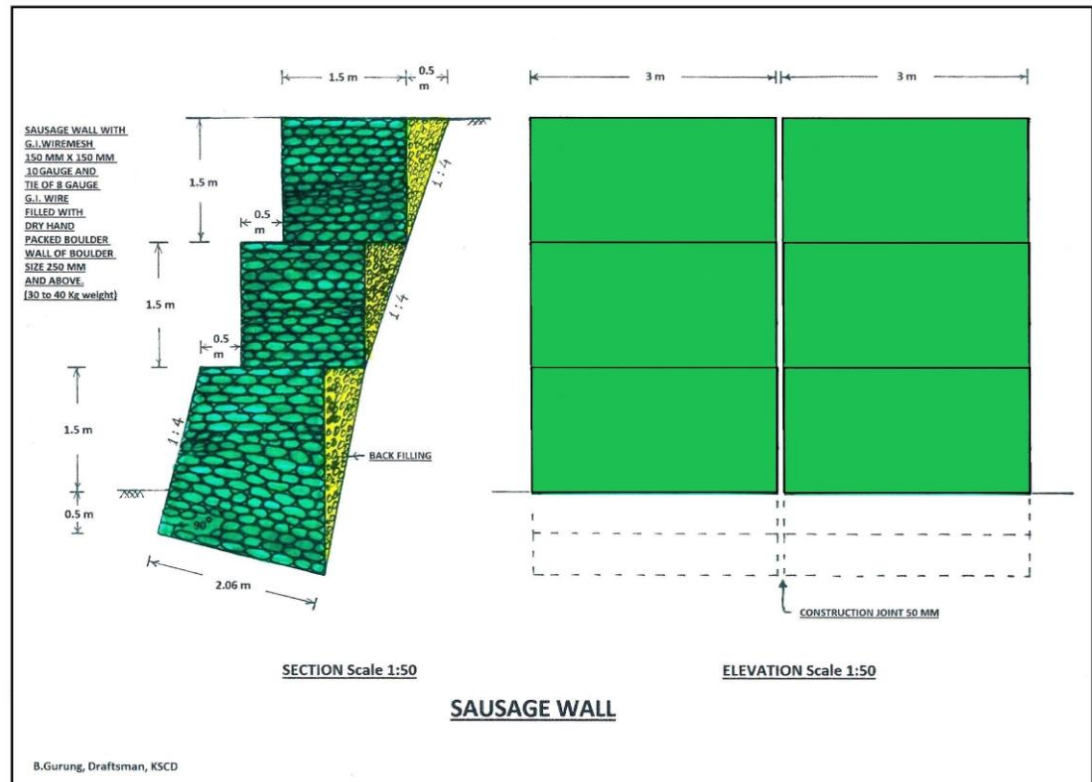 1.5 m
0.5
m
3 m
3 m
SAUSAGE WALL WITH
G.I.WIREMESH
150 MM X 150 MM
10 GAUGE AND
TIE OF 8 GAUGE
G.I. WIRE
FILLED WITH
DRY HAND
PACKED BOULDER
WALL OF BOULDER
SIZE 250 MM
AND ABOVE.
(30 to 40 Kg weight)
1.5 m
1:4
0.5
m
1.5 m
1:4
0.5
m
1.5 m
1:4
BACK FILLING
0.5 m
90°
2.06 m
CONSTRUCTION JOINT 50 MM
SECTION Scale 1:50
ELEVATION Scale 1:50
SAUSAGE WALL
B.Gurung, Draftsman, KSCD